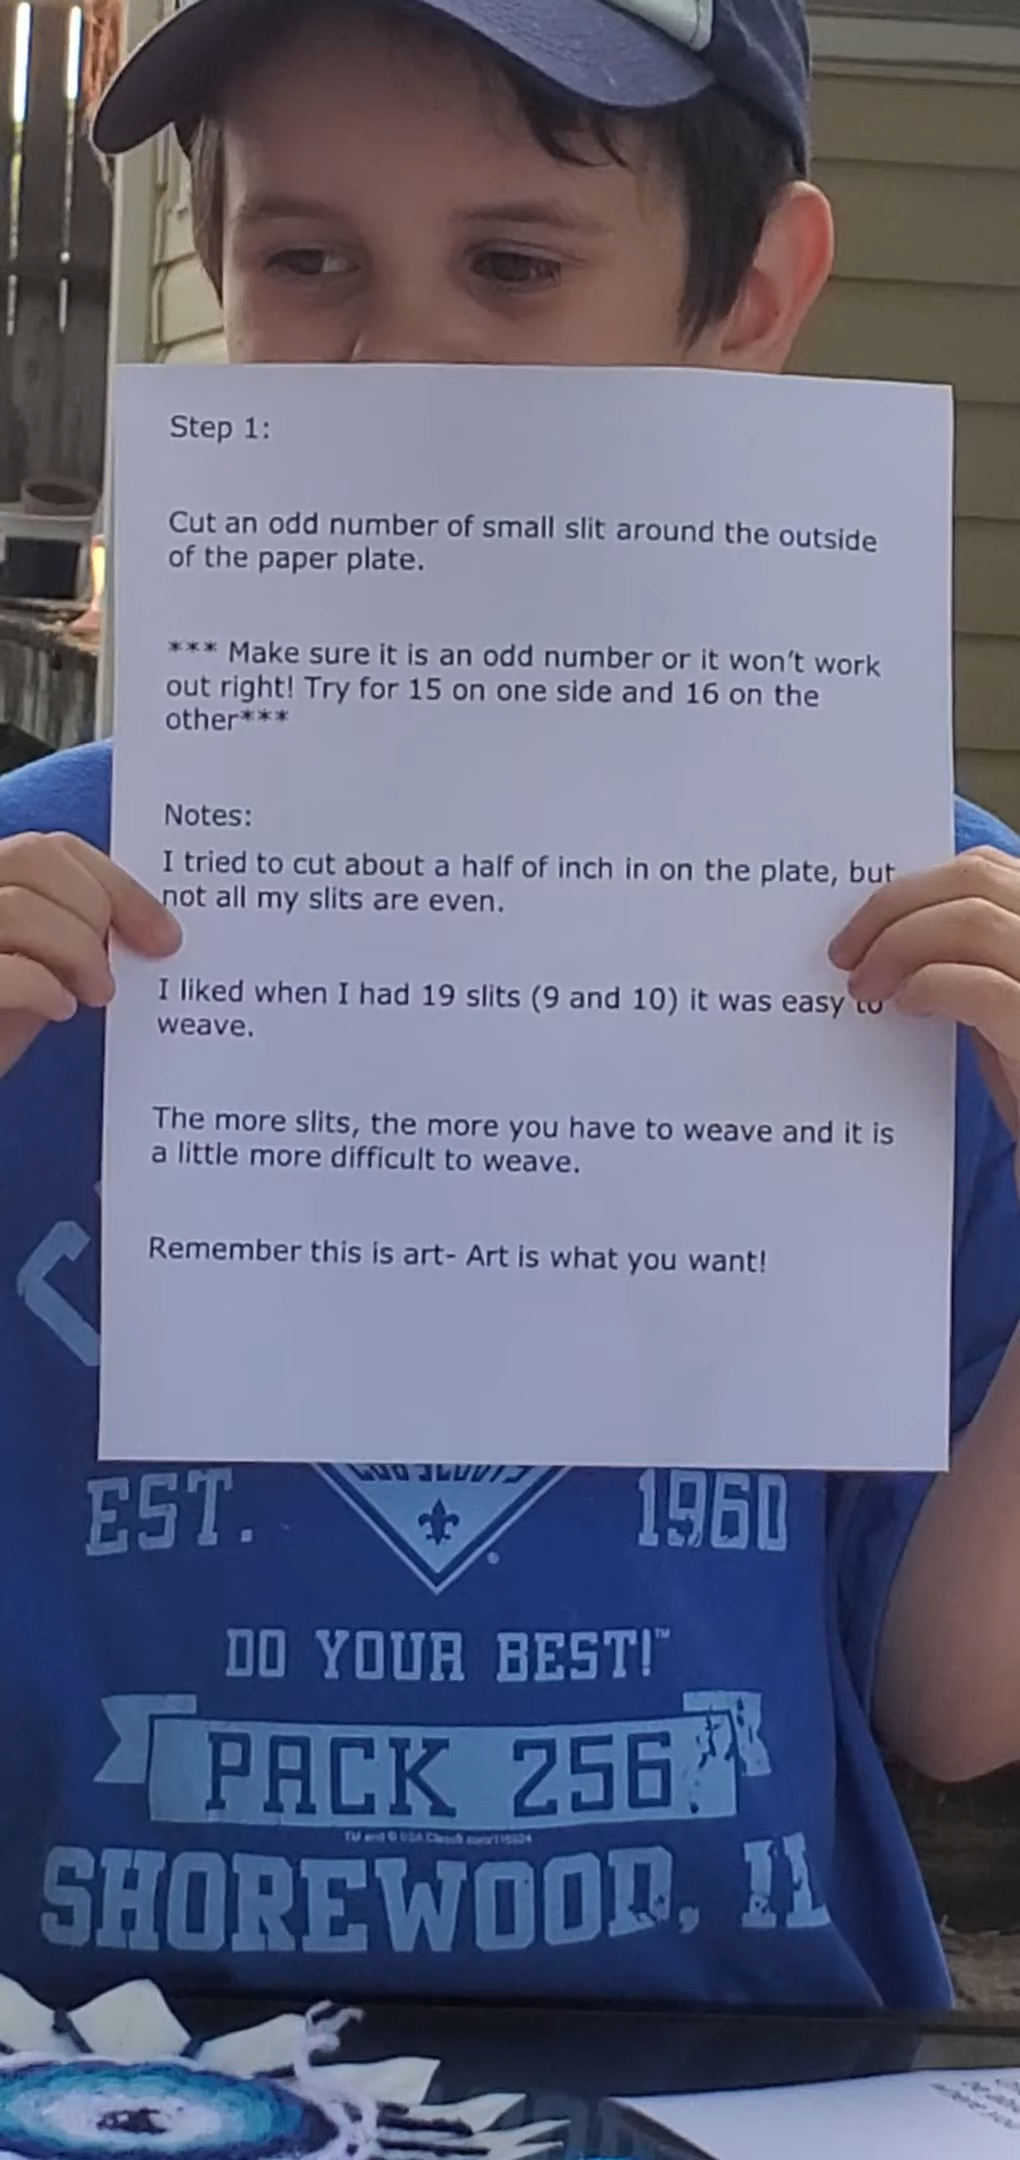 Step 1:
Cut an odd number of small slit around the outside
of the paper plate.
*** Make sure it is an odd number or it won't work
out right! Try for 15 on one side and 16 on the
other***
Notes:
I tried to cut about a half of inch in on the plate, but
not all my slits are even.
I liked when I had 19 slits (9 and 10) it was easy to
weave.
The more slits, the more you have to weave and it is
a little more difficult to weave.
Remember this is art- Art is what you want!
CUB SCOUTS
EST. 1960
DO YOUR BEST!™
PACK 256
SHOREWOOD, IL